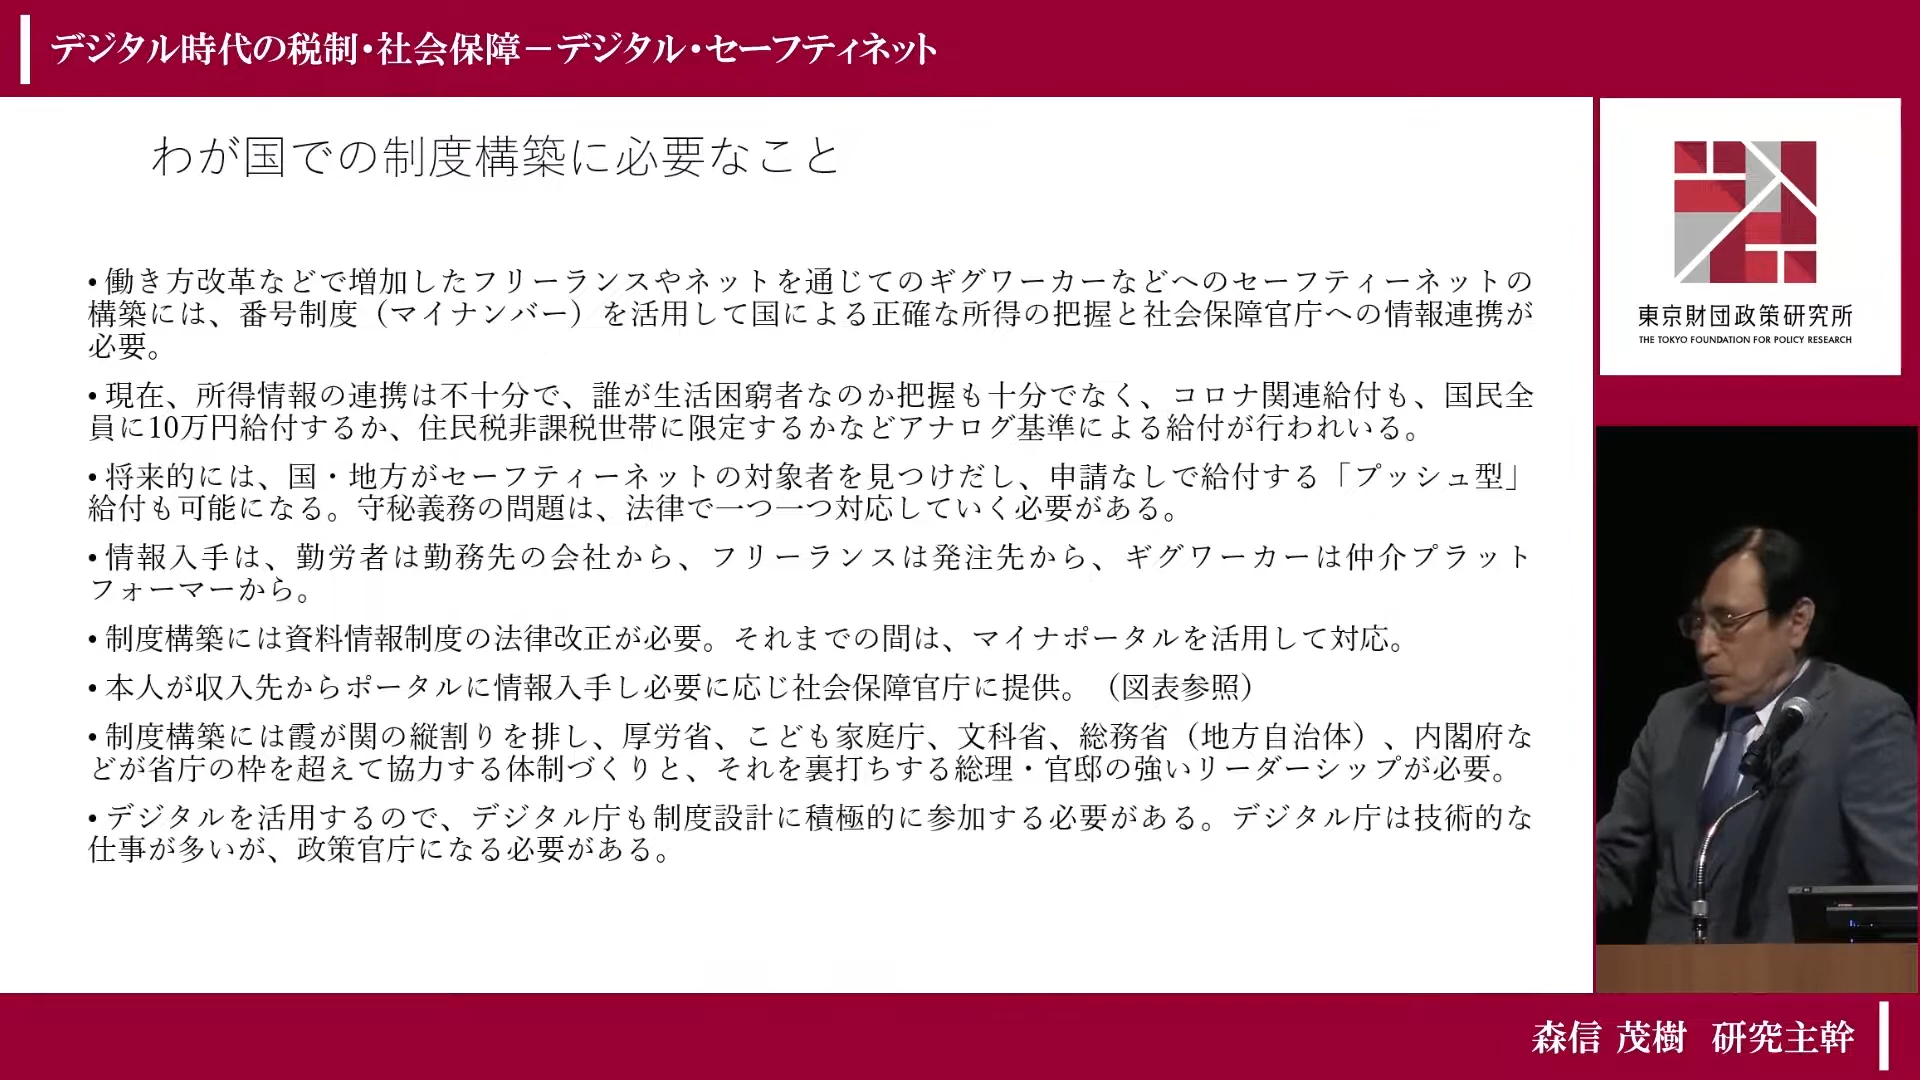 デジタル時代の税制・社会保障－デジタル・セーフティネット
わが国での制度構築に必要なこと
• 働き方改革などで増加したフリーランスやネットを通じてのギグワーカーなどへのセーフティーネットの
構築には、番号制度（マイナンバー）を活用して国による正確な所得の把握と社会保障官庁への情報連携が
必要。
• 現在、所得情報の連携は不十分で、誰が生活困窮者なのか把握も十分でなく、コロナ関連給付も、国民全
員に10万円給付するか、住民税非課税世帯に限定するかなどアナログ基準による給付が行われいる。
• 将来的には、国・地方がセーフティーネットの対象者を見つけだし、申請なしで給付する「プッシュ型」
給付も可能になる。守秘義務の問題は、法律で一つ一つ対応していく必要がある。
• 情報入手は、勤労者は勤務先の会社から、フリーランスは発注先から、ギグワーカーは仲介プラット
フォーマーから。
• 制度構築には資料情報制度の法律改正が必要。それまでの間は、マイナポータルを活用して対応。
• 本人が収入先からポータルに情報入手し必要に応じ社会保障官庁に提供。（図表参照）
• 制度構築には霞が関の縦割りを排し、厚労省、こども家庭庁、文科省、総務省（地方自治体）、内閣府な
どが省庁の枠を超えて協力する体制づくりと、それを裏打ちする総理・官邸の強いリーダーシップが必要。
• デジタルを活用するので、デジタル庁も制度設計に積極的に参加する必要がある。デジタル庁は技術的な
仕事が多いが、政策官庁になる必要がある。
東京財団政策研究所
THE TOKYO FOUNDATION FOR POLICY RESEARCH
森信 茂樹 研究主幹